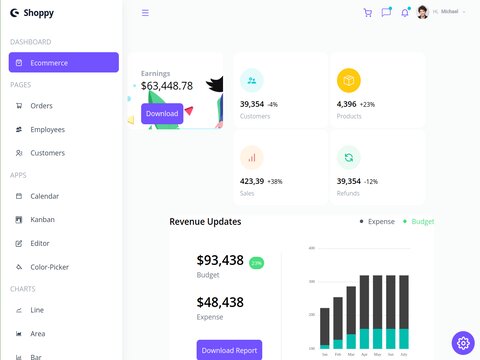 Shoppy
Hi, Michael
DASHBOARD
Ecommerce
PAGES
Orders
Employees
Customers
APPS
Calendar
Kanban
Editor
Color-Picker
CHARTS
Line
Area
Bar
Earnings
$63,448.78
Download
39,354 -4%
Customers
4,396 +23%
Products
423,39 +38%
Sales
39,354 -12%
Refunds
Revenue Updates
Expense
Budget
$93,438 23%
Budget
$48,438
Expense
Download Report
Jan Feb Mar Apr May Jun July